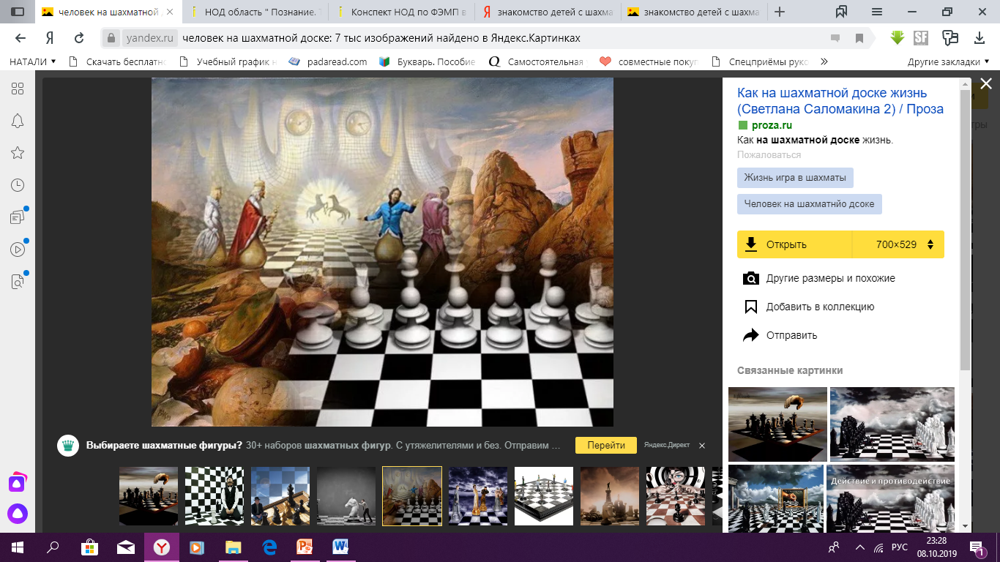 человек на шахматной
НОД область " Познание. Т
Конспект НОД по ФЭМП в
знакомство детей с шахма
знакомство детей с шахма
yandex.ru
человек на шахматной доске: 7 тыс изображений найдено в Яндекс.Картинках
НАТАЛИ
Скачать бесплатн
Учебный график н
padaread.com
Букварь. Пособие
Самостоятельная
совместные покуп
Спецприёмы рукс
Другие закладки
Как на шахматной доске жизнь
(Светлана Саломакина 2) / Проза
proza.ru
Как на шахматной доске жизнь.
Пожаловаться
Жизнь игра в шахматы
Человек на шахматнйо дсоке
Открыть
700×529
Другие размеры и похожие
Добавить в коллекцию
Отправить
Связанные картинки
Действие и противодействие
Выбираете шахматные фигуры? 30+ наборов шахматных фигур. С утяжелителями и без. Отправим ...
Перейти
Яндекс.Директ
РУС
23:28
08.10.2019
1